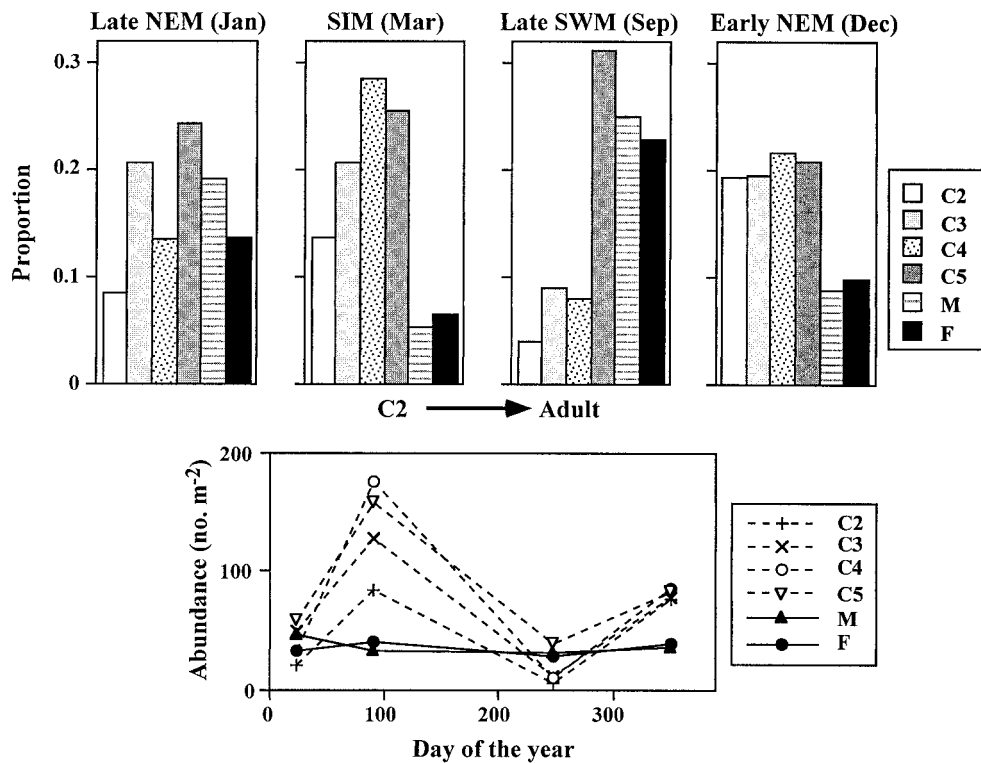 Late NEM (Jan)
SIM (Mar)
Late SWM (Sep)
Early NEM (Dec)
Proportion
0.3
0.2
0.1
0
C2
C3
C4
C5
M
F
C2
Adult
Abundance (no. m-2)
200
100
0
0
100
200
300
Day of the year
C2
C3
C4
C5
M
F